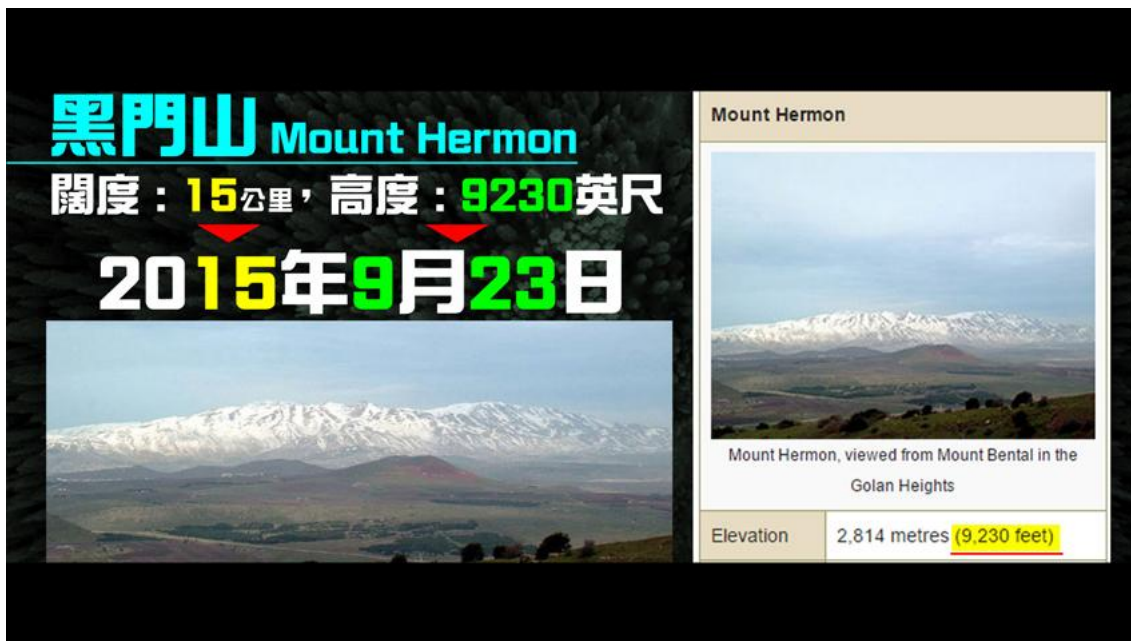 黑門山 Mount Hermon
闊度：15公里，高度：9230英尺
2015年9月23日
Mount Hermon
Mount Hermon, viewed from Mount Bental in the
Golan Heights
Elevation 2,814 metres (9,230 feet)